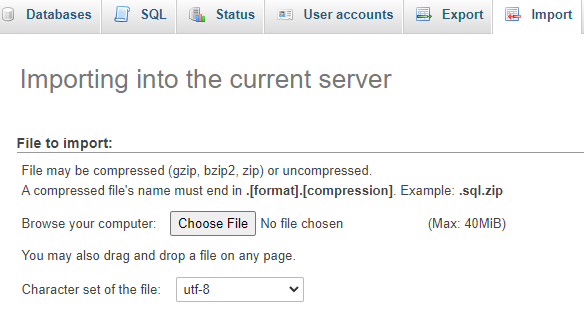 Databases SQL Status User accounts Export Import
Importing into the current server
File to import:
File may be compressed (gzip, bzip2, zip) or uncompressed.
A compressed file's name must end in .[format].[compression]. Example: .sql.zip
Browse your computer: Choose File No file chosen (Max: 40MiB)
You may also drag and drop a file on any page.
Character set of the file: utf-8